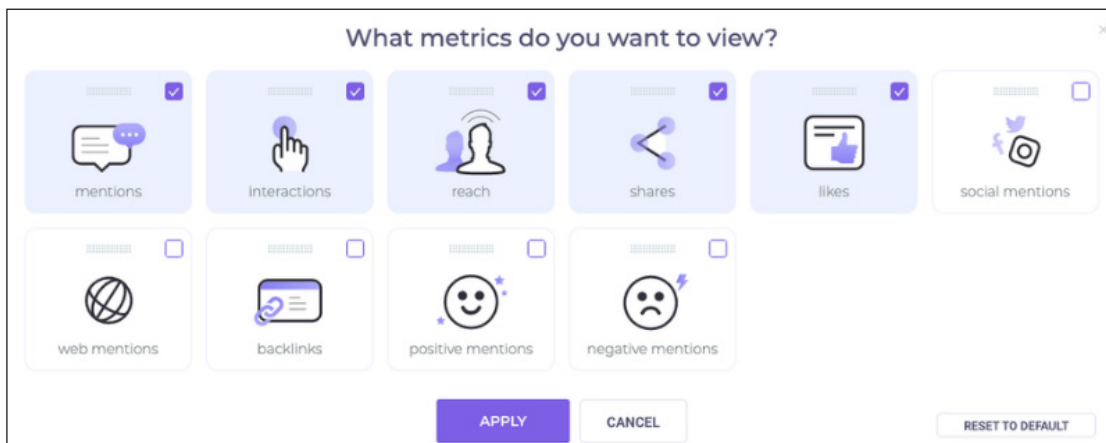 What metrics do you want to view?
mentions
interactions
reach
shares
likes
social mentions
web mentions
backlinks
positive mentions
negative mentions
APPLY
CANCEL
RESET TO DEFAULT